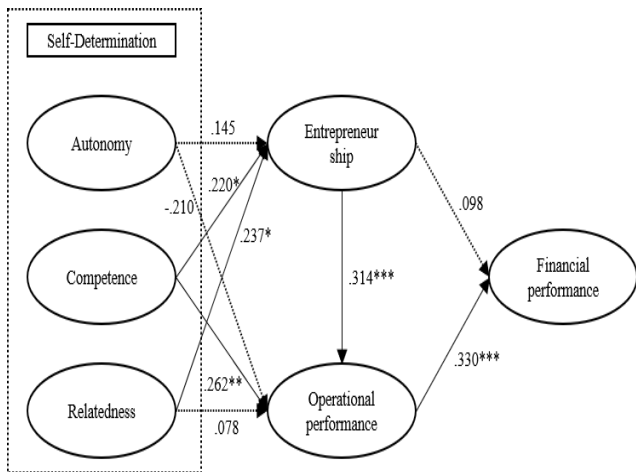 Self-Determination
Autonomy
Entrepreneur
ship
.145
.220*
-.210
.237*
.098
Competence
Financial
performance
.314***
.262**
.330***
Relatedness
Operational
performance
.078